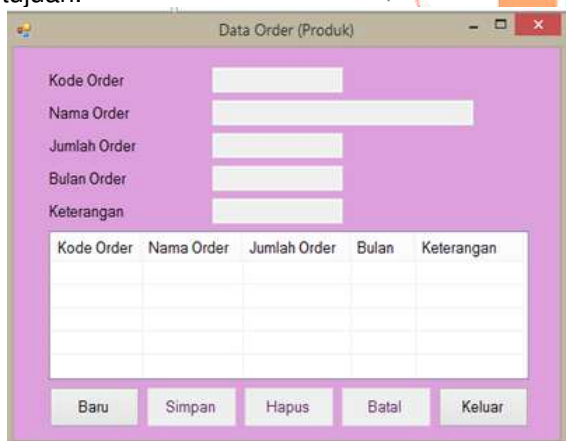 tujuan.
Data Order (Produk)
Kode Order
Nama Order
Jumlah Order
Bulan Order
Keterangan
Kode Order Nama Order Jumlah Order Bulan Keterangan
Baru Simpan Hapus Batal Keluar